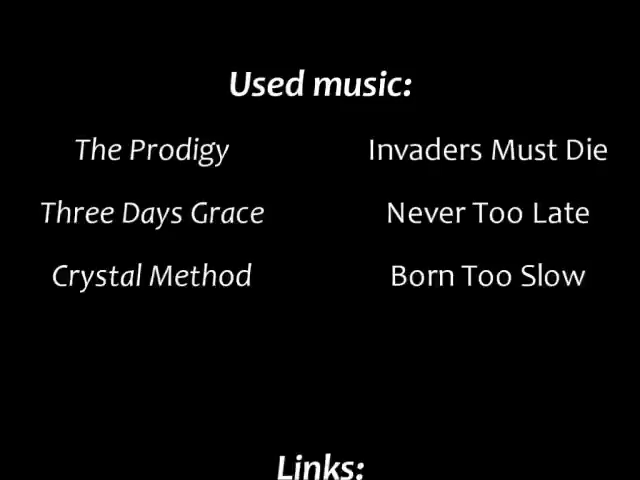 Used music:
The Prodigy Invaders Must Die
Three Days Grace Never Too Late
Crystal Method Born Too Slow
Links: